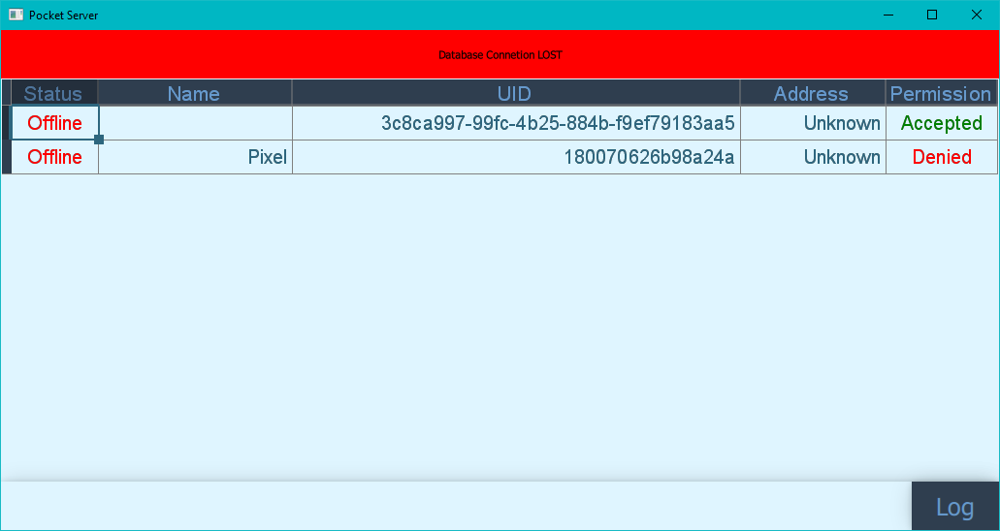 Pocket Server
Database Connetion LOST
Status Name UID Address Permission
Offline 3c8ca997-99fc-4b25-884b-f9ef79183aa5 Unknown Accepted
Offline Pixel 180070626b98a24a Unknown Denied
Log